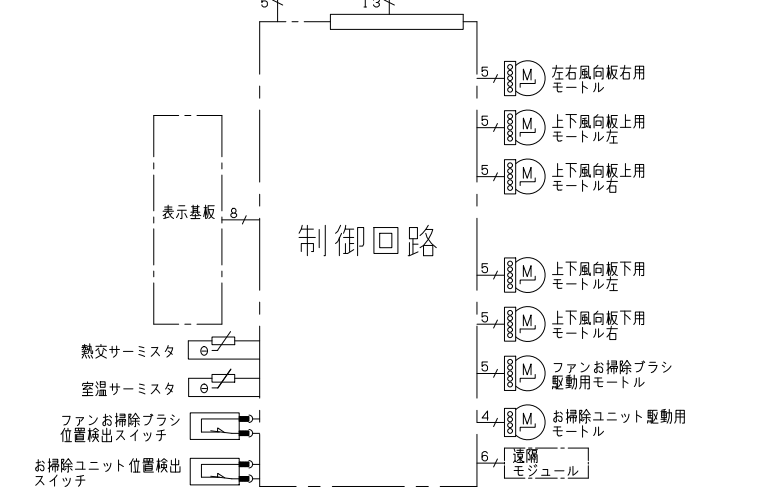 5
13
5
左右風向板右用
モートル
M
5
上下風向板上用
モートル左
M
5
上下風向板上用
モートル右
M
表示基板
8
制御回路
5
上下風向板下用
モートル左
M
5
上下風向板下用
モートル右
M
熱交サーミスタ
θ
5
ファンお掃除ブラシ
駆動用モートル
M
室温サーミスタ
θ
ファンお掃除ブラシ
位置検出スイッチ
4
お掃除ユニット駆動用
モートル
M
お掃除ユニット位置検出
スイッチ
6
遠隔
モジュール